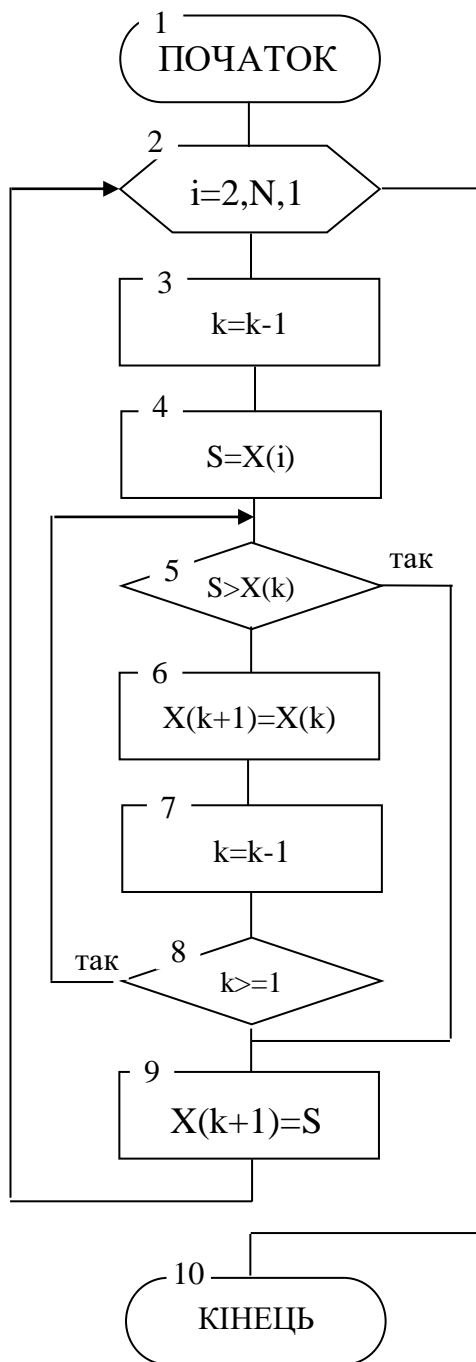 1
ПОЧАТОК
2
i=2,N,1
3
k=k-1
4
S=X(i)
5
так
S>X(k)
6
X(k+1)=X(k)
7
k=k-1
8
так
k>=1
9
X(k+1)=S
10
КІНЕЦЬ